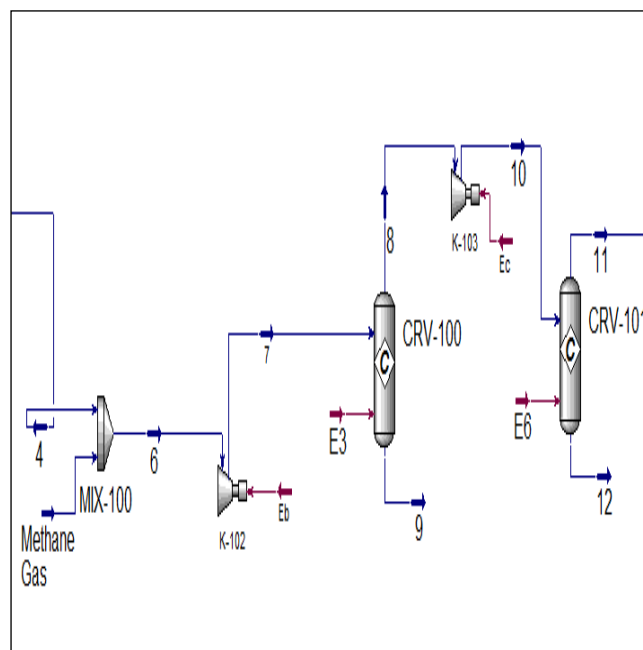 10
K-103
8
Ec
11
CRV-100
CRV-101
C
C
7
4
6
MIX-100
E3
E6
Methane
Gas
K-102
Eb
9
12